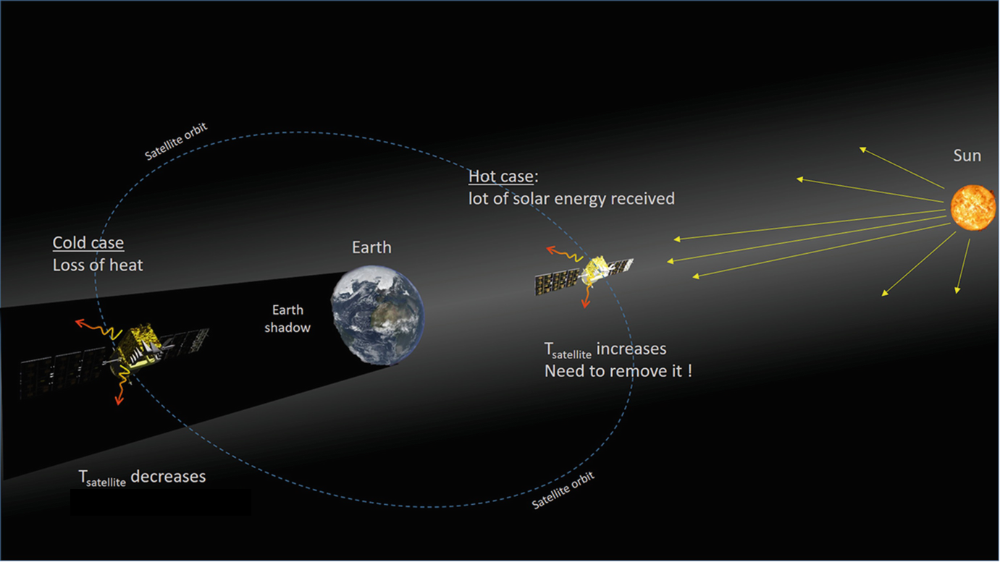 Satellite orbit
Sun
Hot case:
lot of solar energy received
Cold case
Loss of heat
Earth
Earth
shadow
Tsatellite increases
Need to remove it !
Tsatellite decreases
Satellite orbit